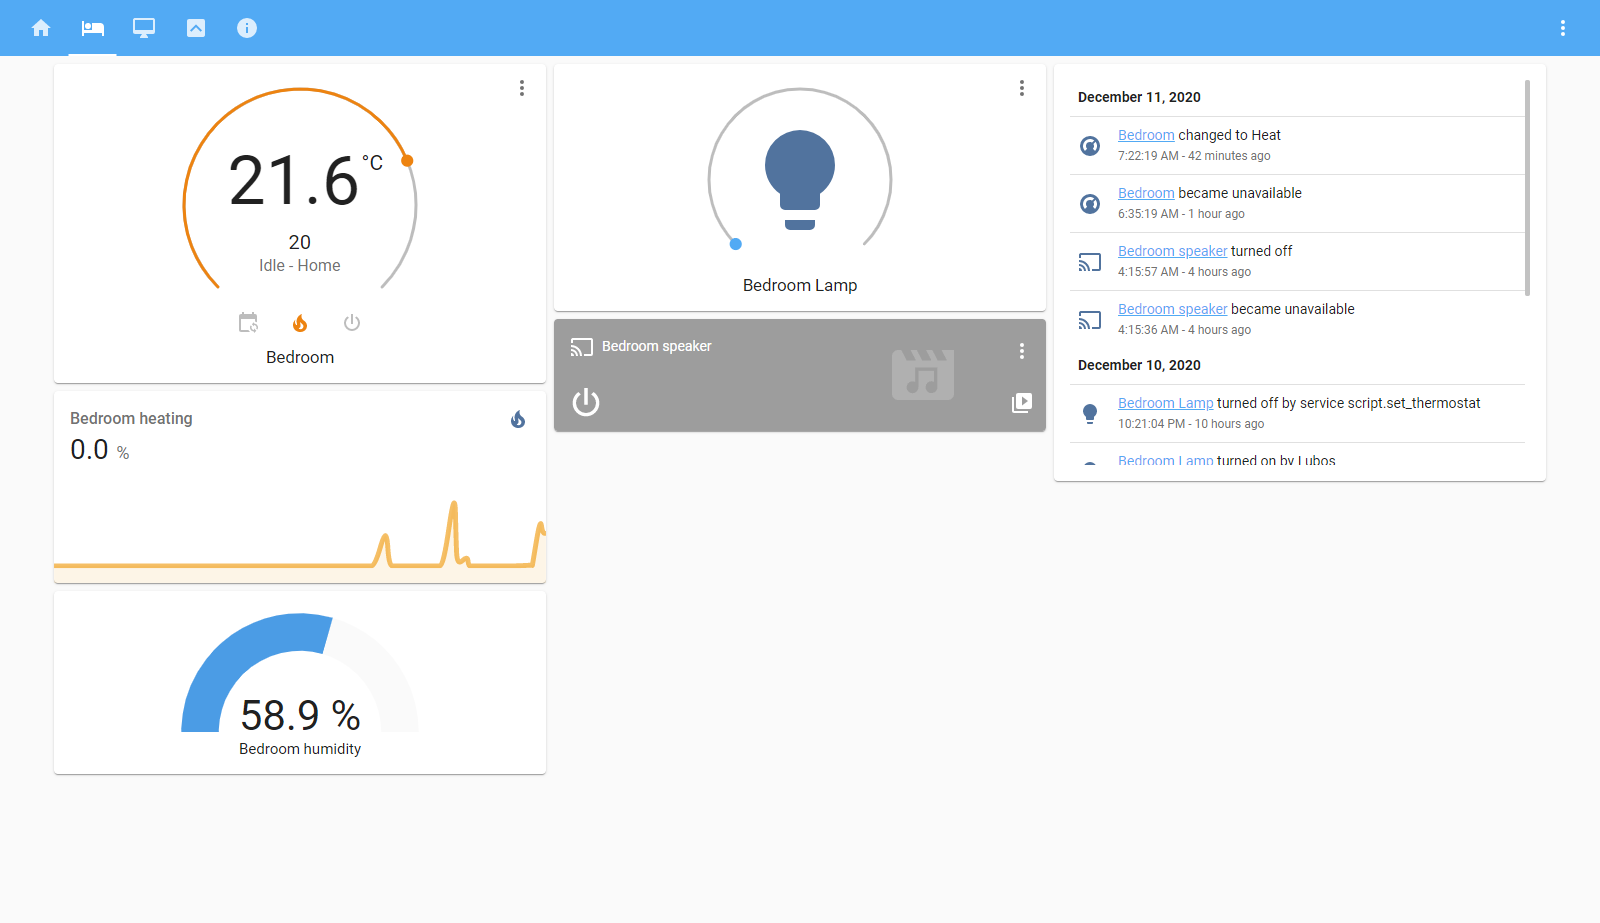 21.6 °C
20
Idle - Home
Bedroom
Bedroom heating
0.0 %
58.9 %
Bedroom humidity
Bedroom Lamp
Bedroom speaker
December 11, 2020
Bedroom changed to Heat
7:22:19 AM - 42 minutes ago
Bedroom became unavailable
6:35:19 AM - 1 hour ago
Bedroom speaker turned off
4:15:57 AM - 4 hours ago
Bedroom speaker became unavailable
4:15:36 AM - 4 hours ago
December 10, 2020
Bedroom Lamp turned off by service script.set_thermostat
10:21:04 PM - 10 hours ago
Bedroom Lamp turned on by Lubos